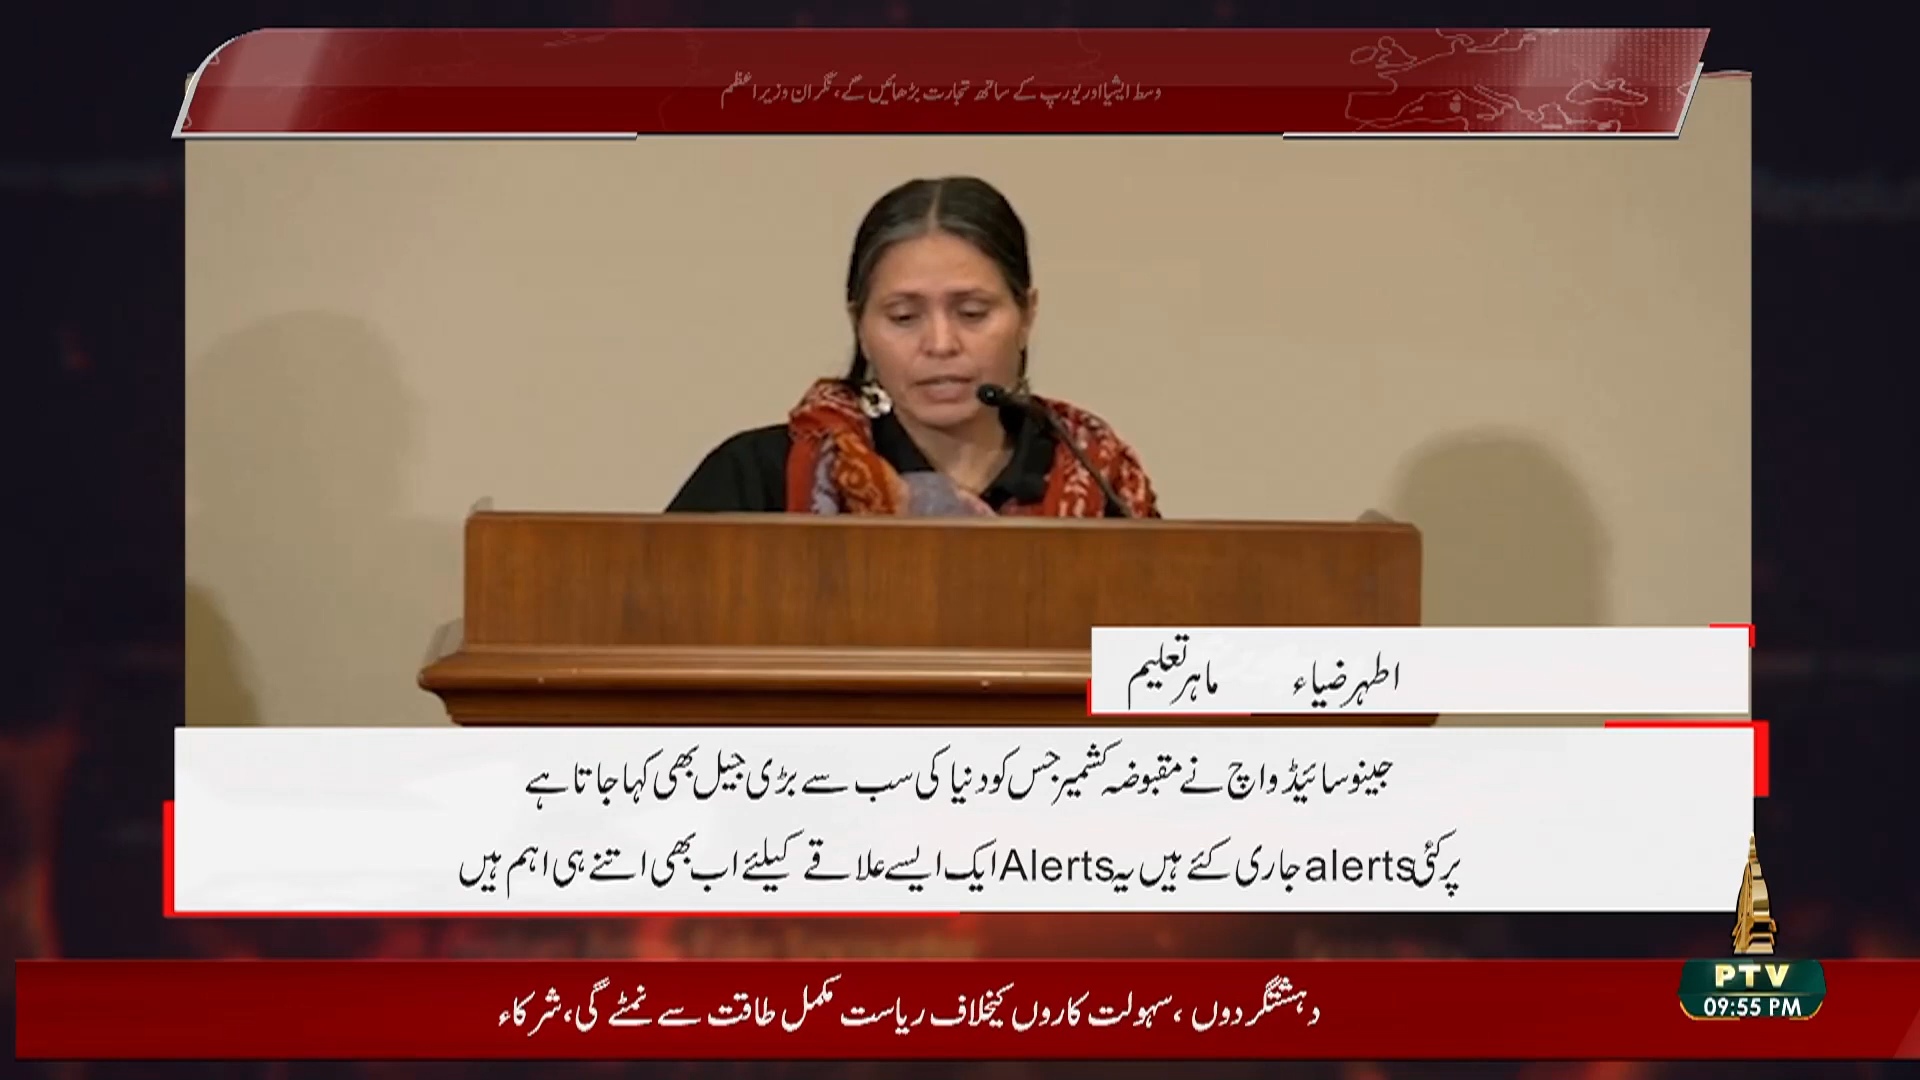 وسط ایشیا اور یورپ کے ساتھ تجارت بڑھائیں گے، نگران وزیراعظم
اطہر ضیاء ماہر تعلیم
جینوسائیڈ واچ نے مقبوضہ کشمیر جس کو دنیا کی سب سے بڑی جیل بھی کہا جاتا ہے
پر کئی alerts جاری کئے ہیں یہ Alerts ایک ایسے علاقے کیلئے اب بھی اتنے ہی اہم ہیں
PTV
09:55 PM
دہشتگردوں ، سہولت کاروں کیخلاف ریاست مکمل طاقت سے نمٹے گی، شرکاء